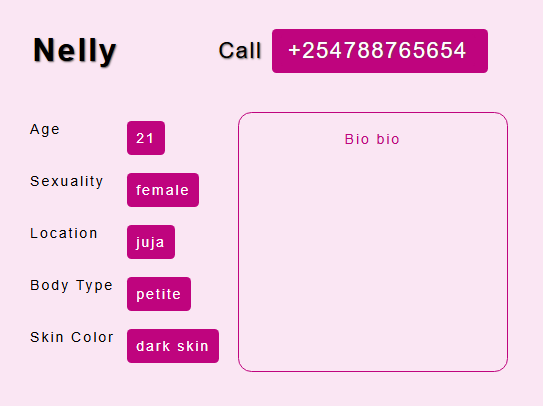 Nelly
Call +254788765654
Age 21
Sexuality female
Location juja
Body Type petite
Skin Color dark skin
Bio bio